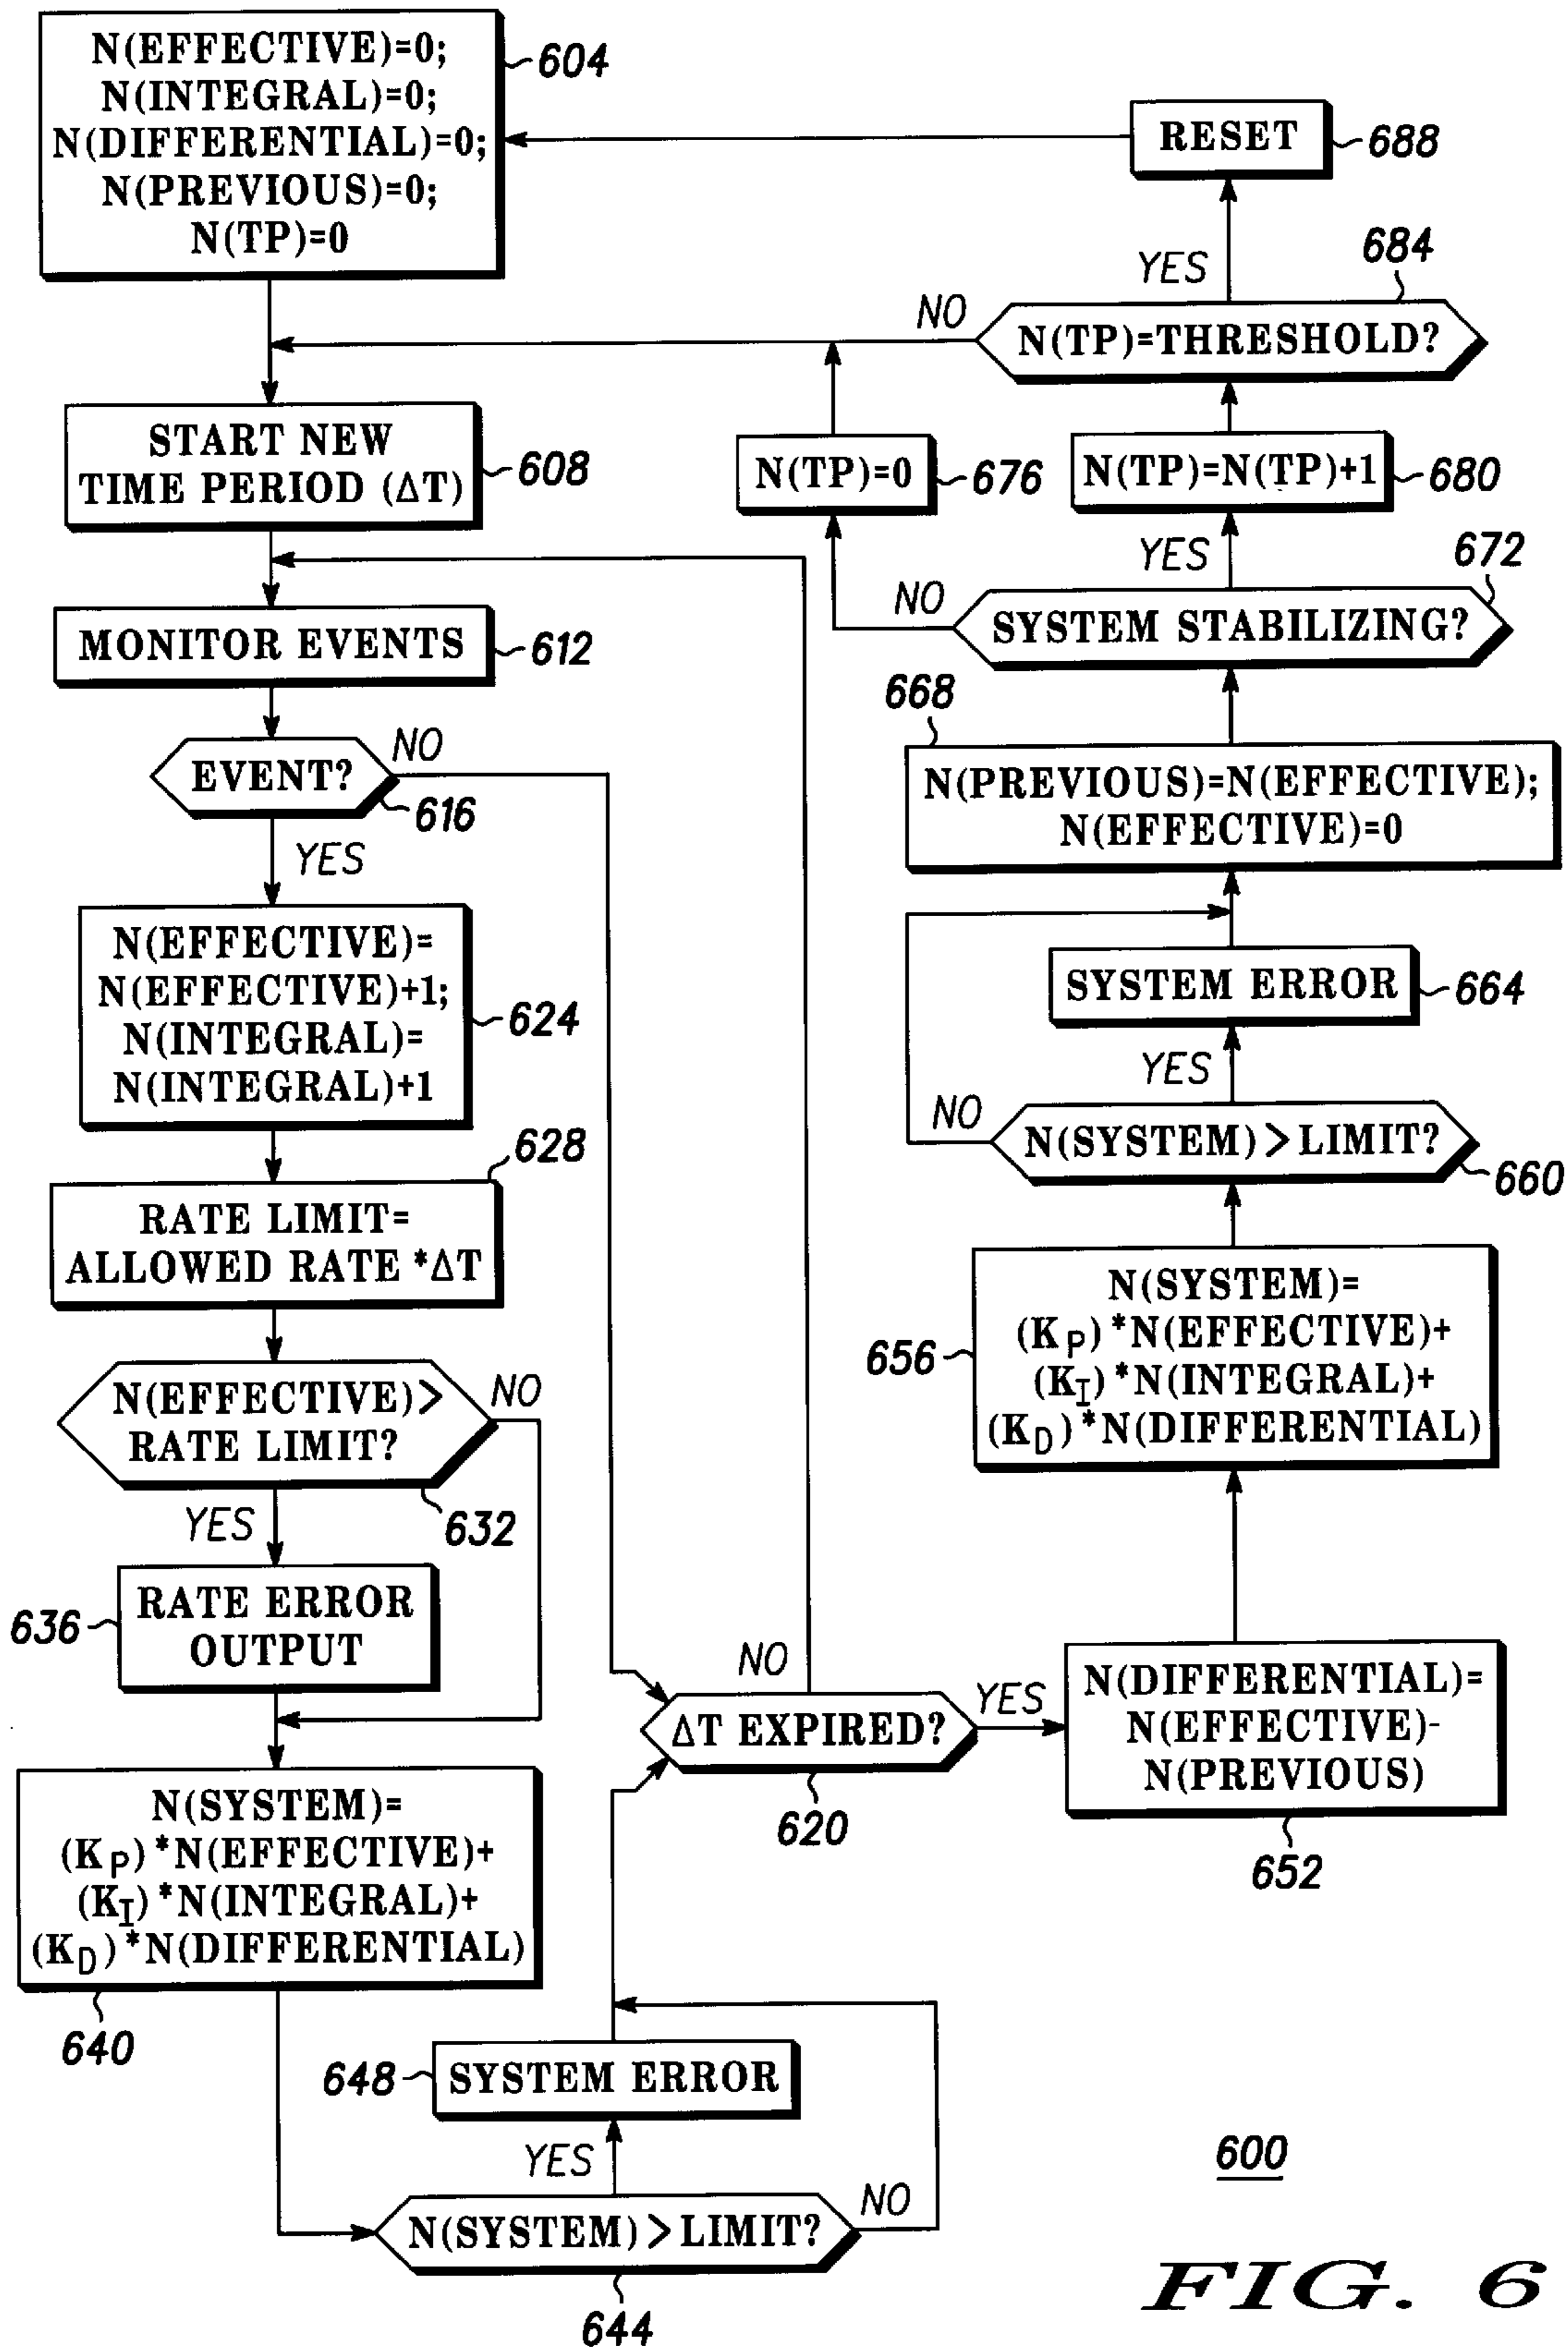 N(EFFECTIVE)=0;
N(INTEGRAL)=0;
N(DIFFERENTIAL)=0;
N(PREVIOUS)=0;
N(TP)=0
604
RESET
688
684
YES
NO
N(TP)=THRESHOLD?
START NEW
TIME PERIOD (ΔT)
608
N(TP)=0
676
N(TP)=N(TP)+1
680
YES
672
NO
SYSTEM STABILIZING?
MONITOR EVENTS
612
668
N(PREVIOUS)=N(EFFECTIVE);
N(EFFECTIVE)=0
EVENT?
NO
616
YES
N(EFFECTIVE)=
N(EFFECTIVE)+1;
N(INTEGRAL)=
N(INTEGRAL)+1
624
SYSTEM ERROR
664
YES
NO
N(SYSTEM)>LIMIT?
660
628
RATE LIMIT=
ALLOWED RATE *ΔT
N(SYSTEM)=
(KP)*N(EFFECTIVE)+
(KI)*N(INTEGRAL)+
(KD)*N(DIFFERENTIAL)
656
N(EFFECTIVE)>
RATE LIMIT?
NO
632
YES
RATE ERROR
OUTPUT
636
NO
ΔT EXPIRED?
YES
620
N(DIFFERENTIAL)=
N(EFFECTIVE)-
N(PREVIOUS)
652
N(SYSTEM)=
(KP)*N(EFFECTIVE)+
(KI)*N(INTEGRAL)+
(KD)*N(DIFFERENTIAL)
640
648
SYSTEM ERROR
YES
NO
N(SYSTEM)>LIMIT?
644
600
FIG. 6